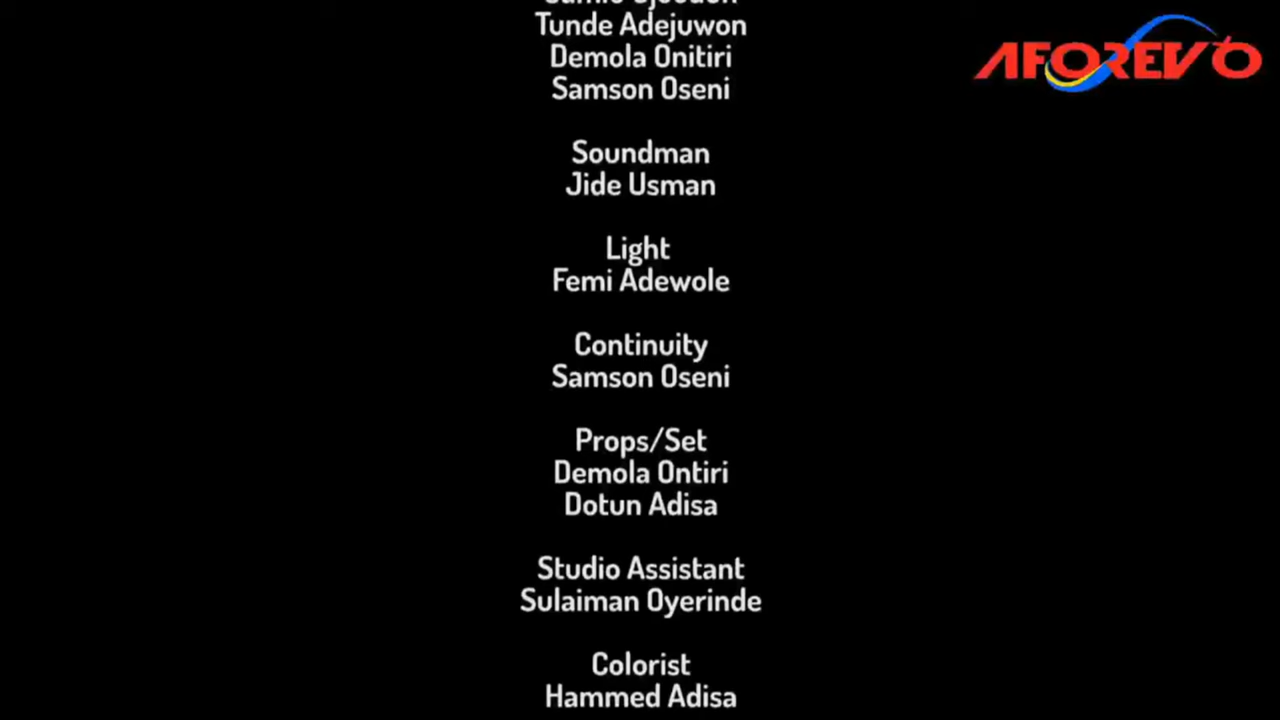 Tunde Adejuwon
Demola Onitiri
Samson Oseni
AFOREVO
Soundman
Jide Usman
Light
Femi Adewole
Continuity
Samson Oseni
Props/Set
Demola Ontiri
Dotun Adisa
Studio Assistant
Sulaiman Oyerinde
Colorist
Hammed Adisa